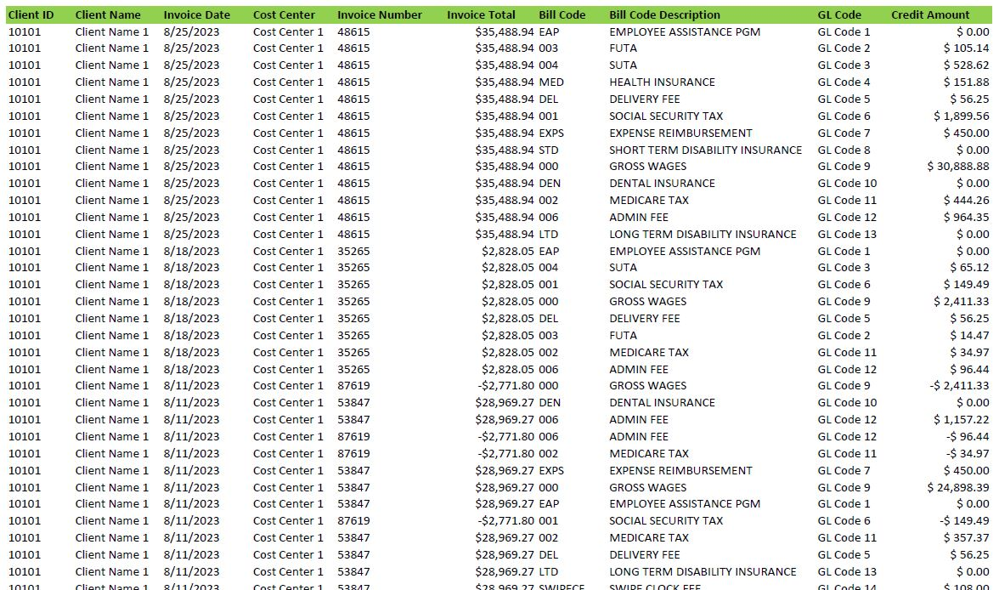 Client ID Client Name Invoice Date Cost Center Invoice Number Invoice Total Bill Code Bill Code Description GL Code Credit Amount
10101 Client Name 1 8/25/2023 Cost Center 1 48615 $35,488.94 EAP EMPLOYEE ASSISTANCE PGM GL Code 1 $ 0.00
10101 Client Name 1 8/25/2023 Cost Center 1 48615 $35,488.94 003 FUTA GL Code 2 $ 105.14
10101 Client Name 1 8/25/2023 Cost Center 1 48615 $35,488.94 004 SUTA GL Code 3 $ 528.62
10101 Client Name 1 8/25/2023 Cost Center 1 48615 $35,488.94 MED HEALTH INSURANCE GL Code 4 $ 151.88
10101 Client Name 1 8/25/2023 Cost Center 1 48615 $35,488.94 DEL DELIVERY FEE GL Code 5 $ 56.25
10101 Client Name 1 8/25/2023 Cost Center 1 48615 $35,488.94 001 SOCIAL SECURITY TAX GL Code 6 $ 1,899.56
10101 Client Name 1 8/25/2023 Cost Center 1 48615 $35,488.94 EXPS EXPENSE REIMBURSEMENT GL Code 7 $ 450.00
10101 Client Name 1 8/25/2023 Cost Center 1 48615 $35,488.94 STD SHORT TERM DISABILITY INSURANCE GL Code 8 $ 0.00
10101 Client Name 1 8/25/2023 Cost Center 1 48615 $35,488.94 000 GROSS WAGES GL Code 9 $ 30,888.88
10101 Client Name 1 8/25/2023 Cost Center 1 48615 $35,488.94 DEN DENTAL INSURANCE GL Code 10 $ 0.00
10101 Client Name 1 8/25/2023 Cost Center 1 48615 $35,488.94 002 MEDICARE TAX GL Code 11 $ 444.26
10101 Client Name 1 8/25/2023 Cost Center 1 48615 $35,488.94 006 ADMIN FEE GL Code 12 $ 964.35
10101 Client Name 1 8/25/2023 Cost Center 1 48615 $35,488.94 LTD LONG TERM DISABILITY INSURANCE GL Code 13 $ 0.00
10101 Client Name 1 8/18/2023 Cost Center 1 35265 $2,828.05 EAP EMPLOYEE ASSISTANCE PGM GL Code 1 $ 0.00
10101 Client Name 1 8/18/2023 Cost Center 1 35265 $2,828.05 004 SUTA GL Code 3 $ 65.12
10101 Client Name 1 8/18/2023 Cost Center 1 35265 $2,828.05 001 SOCIAL SECURITY TAX GL Code 6 $ 149.49
10101 Client Name 1 8/18/2023 Cost Center 1 35265 $2,828.05 000 GROSS WAGES GL Code 9 $ 2,411.33
10101 Client Name 1 8/18/2023 Cost Center 1 35265 $2,828.05 DEL DELIVERY FEE GL Code 5 $ 56.25
10101 Client Name 1 8/18/2023 Cost Center 1 35265 $2,828.05 003 FUTA GL Code 2 $ 14.47
10101 Client Name 1 8/18/2023 Cost Center 1 35265 $2,828.05 002 MEDICARE TAX GL Code 11 $ 34.97
10101 Client Name 1 8/18/2023 Cost Center 1 35265 $2,828.05 006 ADMIN FEE GL Code 12 $ 96.44
10101 Client Name 1 8/11/2023 Cost Center 1 87619 -$2,771.80 000 GROSS WAGES GL Code 9 -$ 2,411.33
10101 Client Name 1 8/11/2023 Cost Center 1 53847 $28,969.27 DEN DENTAL INSURANCE GL Code 10 $ 0.00
10101 Client Name 1 8/11/2023 Cost Center 1 53847 $28,969.27 006 ADMIN FEE GL Code 12 $ 1,157.22
10101 Client Name 1 8/11/2023 Cost Center 1 87619 -$2,771.80 006 ADMIN FEE GL Code 12 -$ 96.44
10101 Client Name 1 8/11/2023 Cost Center 1 87619 -$2,771.80 002 MEDICARE TAX GL Code 11 -$ 34.97
10101 Client Name 1 8/11/2023 Cost Center 1 53847 $28,969.27 EXPS EXPENSE REIMBURSEMENT GL Code 7 $ 450.00
10101 Client Name 1 8/11/2023 Cost Center 1 53847 $28,969.27 000 GROSS WAGES GL Code 9 $ 24,898.39
10101 Client Name 1 8/11/2023 Cost Center 1 53847 $28,969.27 EAP EMPLOYEE ASSISTANCE PGM GL Code 1 $ 0.00
10101 Client Name 1 8/11/2023 Cost Center 1 87619 -$2,771.80 001 SOCIAL SECURITY TAX GL Code 6 -$ 149.49
10101 Client Name 1 8/11/2023 Cost Center 1 53847 $28,969.27 002 MEDICARE TAX GL Code 11 $ 357.37
10101 Client Name 1 8/11/2023 Cost Center 1 53847 $28,969.27 DEL DELIVERY FEE GL Code 5 $ 56.25
10101 Client Name 1 8/11/2023 Cost Center 1 53847 $28,969.27 LTD LONG TERM DISABILITY INSURANCE GL Code 13 $ 0.00
10101 Client Name 1 8/11/2023 Cost Center 1 53847 $28,969.27 SWIPE CLOCK FEE GL Code 14 $ 108.00